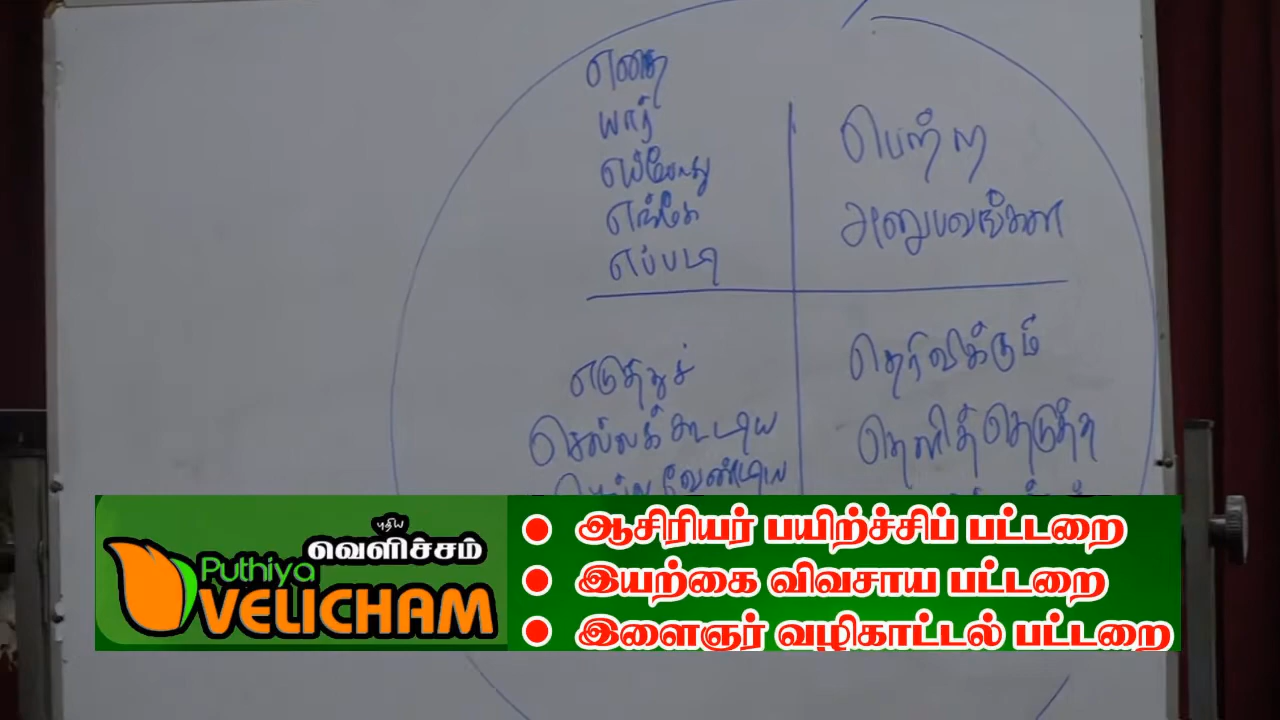 எதை
யார்
எப்போது
எங்கே
எப்படி
பெற்ற
அனுபவங்கள்
எடுத்துச்
செல்லக்கூடிய
வேண்டிய
தெரிவிக்கும்
தெளித்தெடுத்த
புதிய
வெளிச்சம்
Puthiya
VELICHAM
● ஆசிரியர் பயிற்ச்சிப் பட்டறை
● இயற்கை விவசாய பட்டறை
● இளைஞர் வழிகாட்டல் பட்டறை